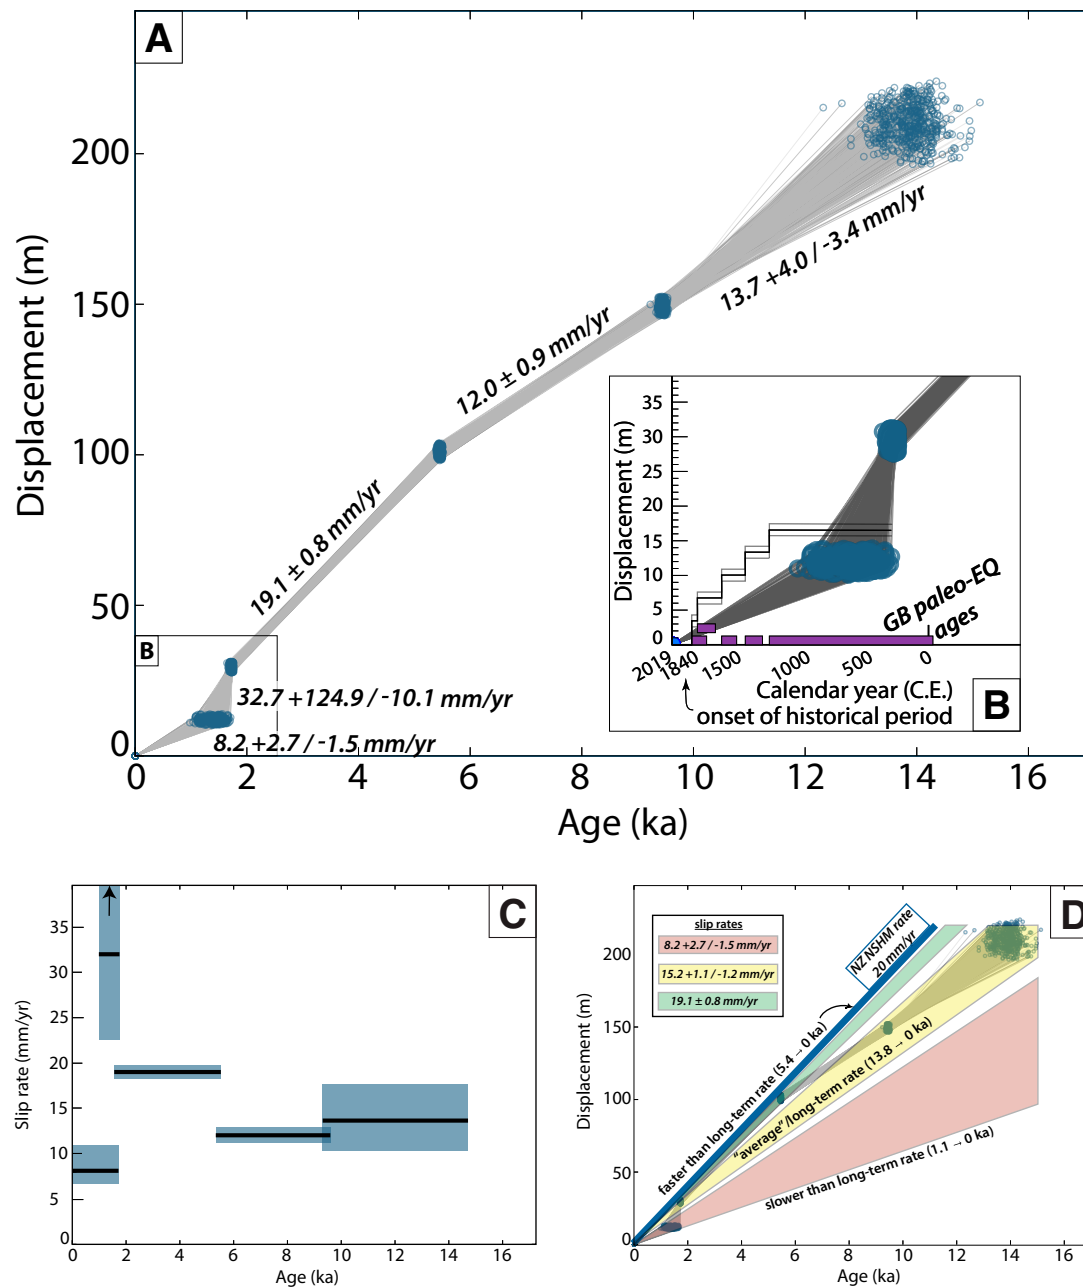 A
Displacement (m)
200
150
100
50
0
0
2
4
6
8
10
12
14
16
Age (ka)
13.7 +4.0 / -3.4 mm/yr
12.0 ± 0.9 mm/yr
19.1 ± 0.8 mm/yr
B
32.7 +124.9 / -10.1 mm/yr
8.2 +2.7 / -1.5 mm/yr
Displacement (m)
35
30
25
20
15
10
5
0
GB paleo-EQ
ages
2019
1840
1500
1000
500
0
Calendar year (C.E.)
onset of historical period
B
C
Slip rate (mm/yr)
35
30
25
20
15
10
5
0
0
2
4
6
8
10
12
14
16
Age (ka)
D
slip rates
8.2 +2.7 / -1.5 mm/yr
15.2 +1.1 / -1.2 mm/yr
19.1 ± 0.8 mm/yr
NZ NSHM rate
20 mm/yr
faster than long-term rate (5.4 → 0 ka)
"average"/long-term rate (13.8 → 0 ka)
slower than long-term rate (1.1 → 0 ka)
Displacement (m)
200
150
100
50
0
0
2
4
6
8
10
12
14
16
Age (ka)